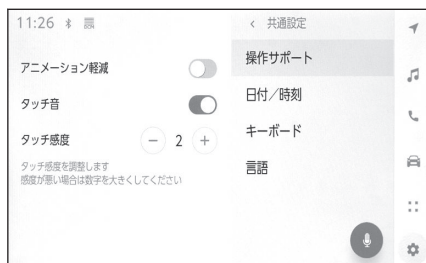 11:26
アニメーション軽減
タッチ音
タッチ感度
− 2 +
タッチ感度を調整します
感度が悪い場合は数字を大きくしてください
< 共通設定
操作サポート
日付／時刻
キーボード
言語